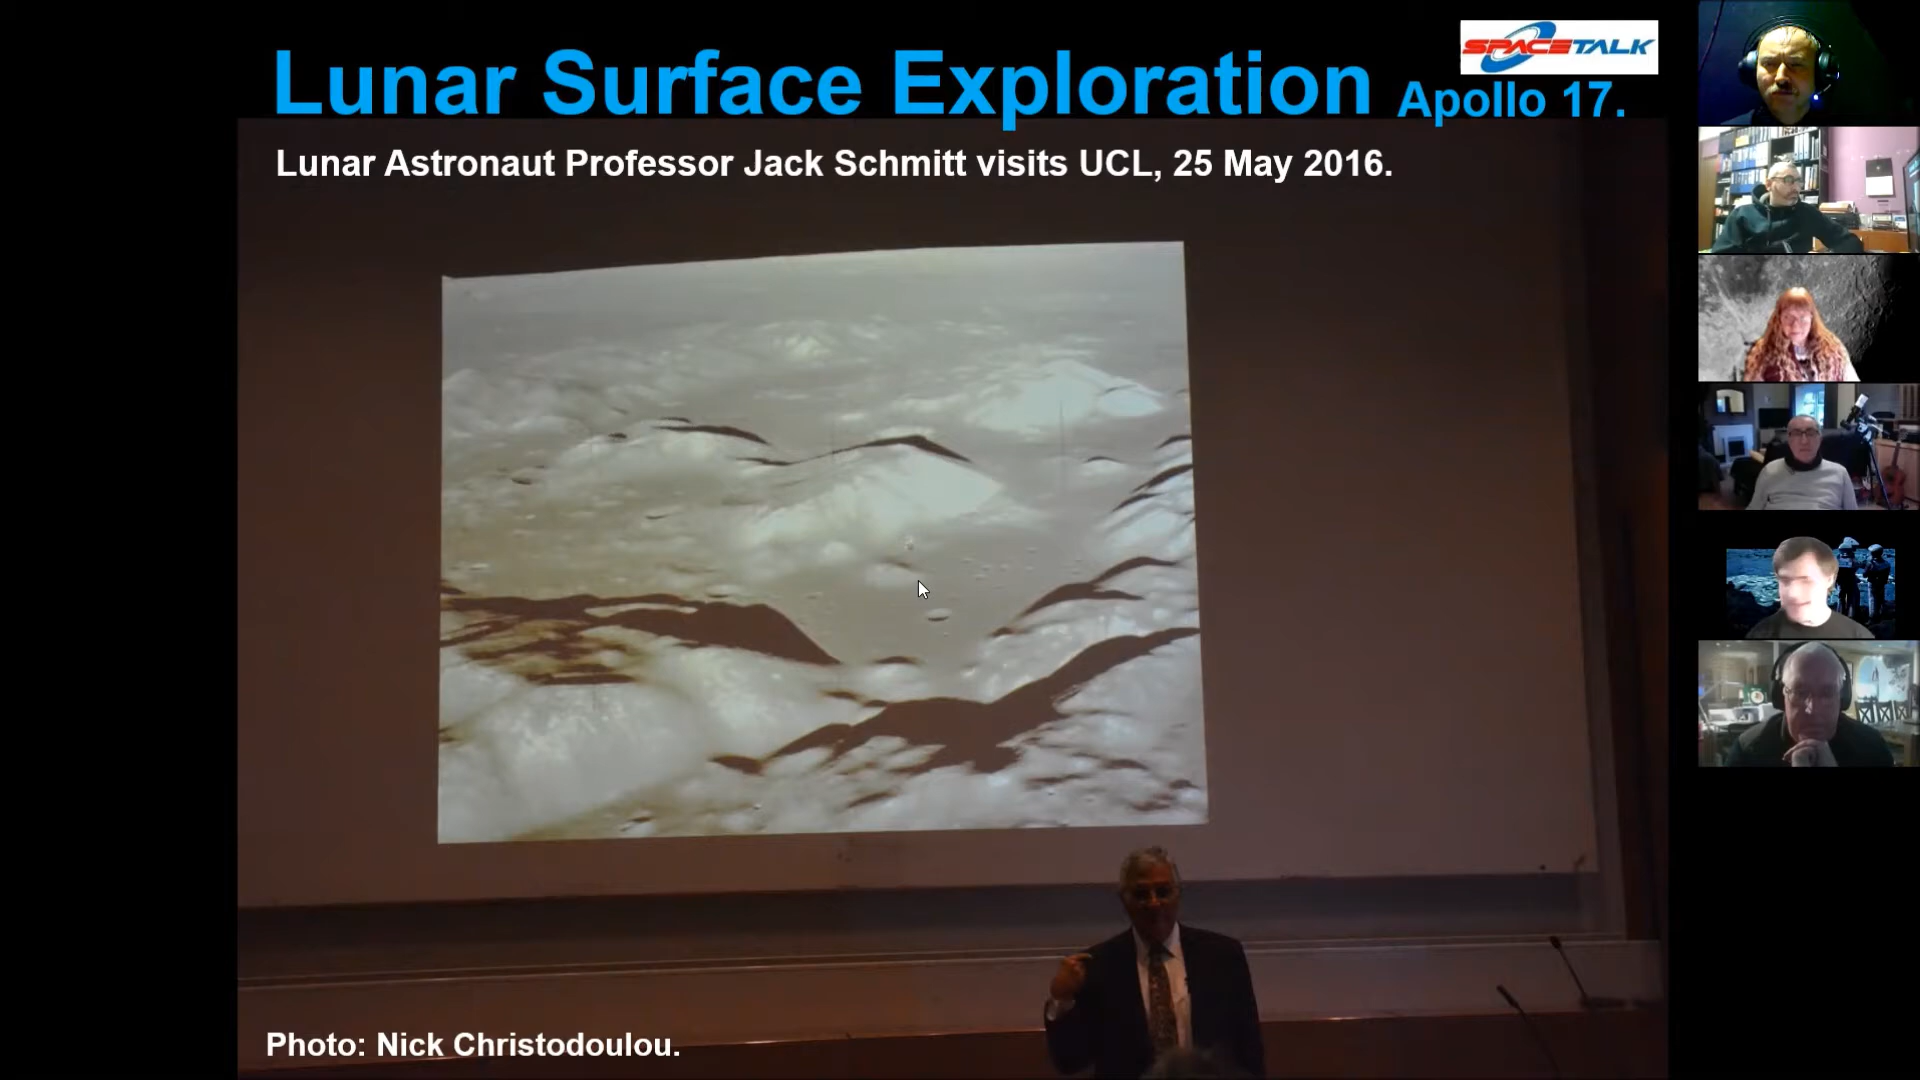 Lunar Surface Exploration Apollo 17.
SPACETALK
Lunar Astronaut Professor Jack Schmitt visits UCL, 25 May 2016.
Photo: Nick Christodoulou.